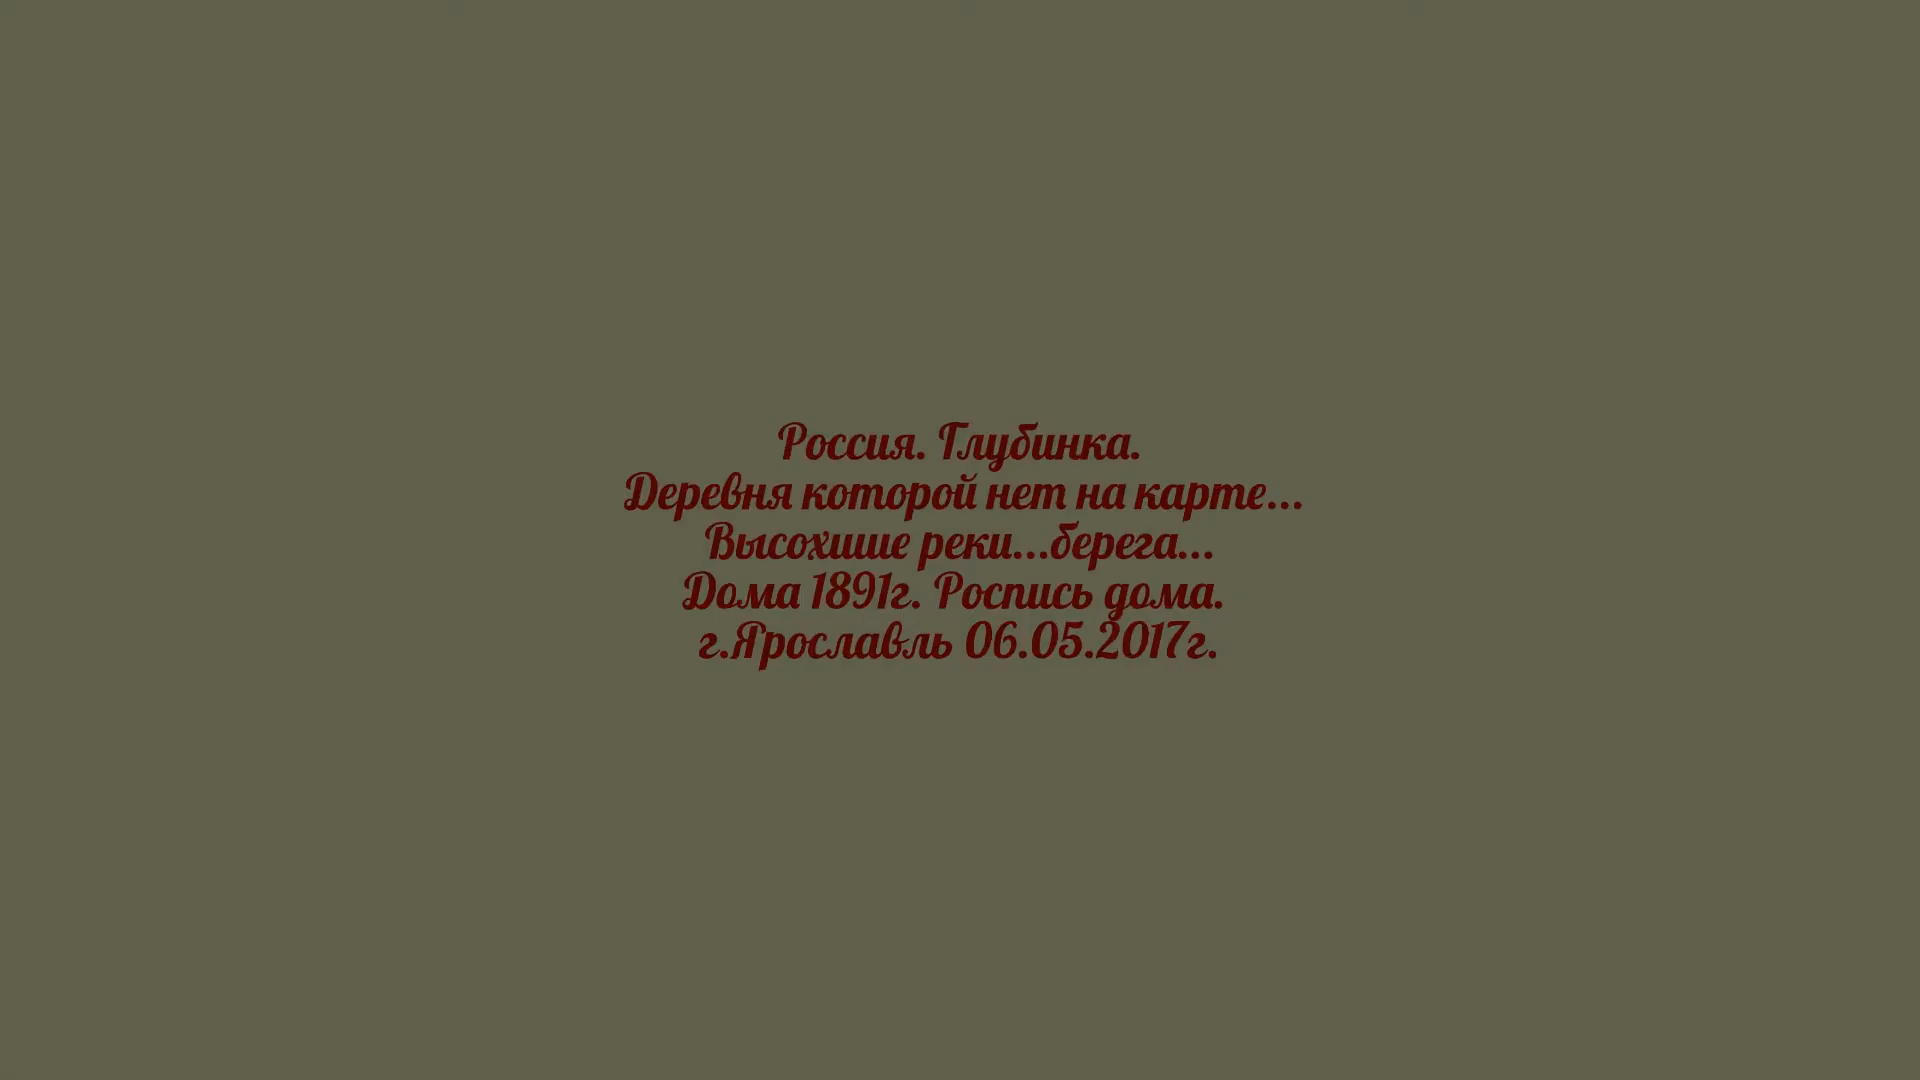 Россия. Глубинка.
Деревня которой нет на карте...
Высохшие реки...берега...
Дома 1891г. Роспись дома.
г.Ярославль 06.05.2017г.